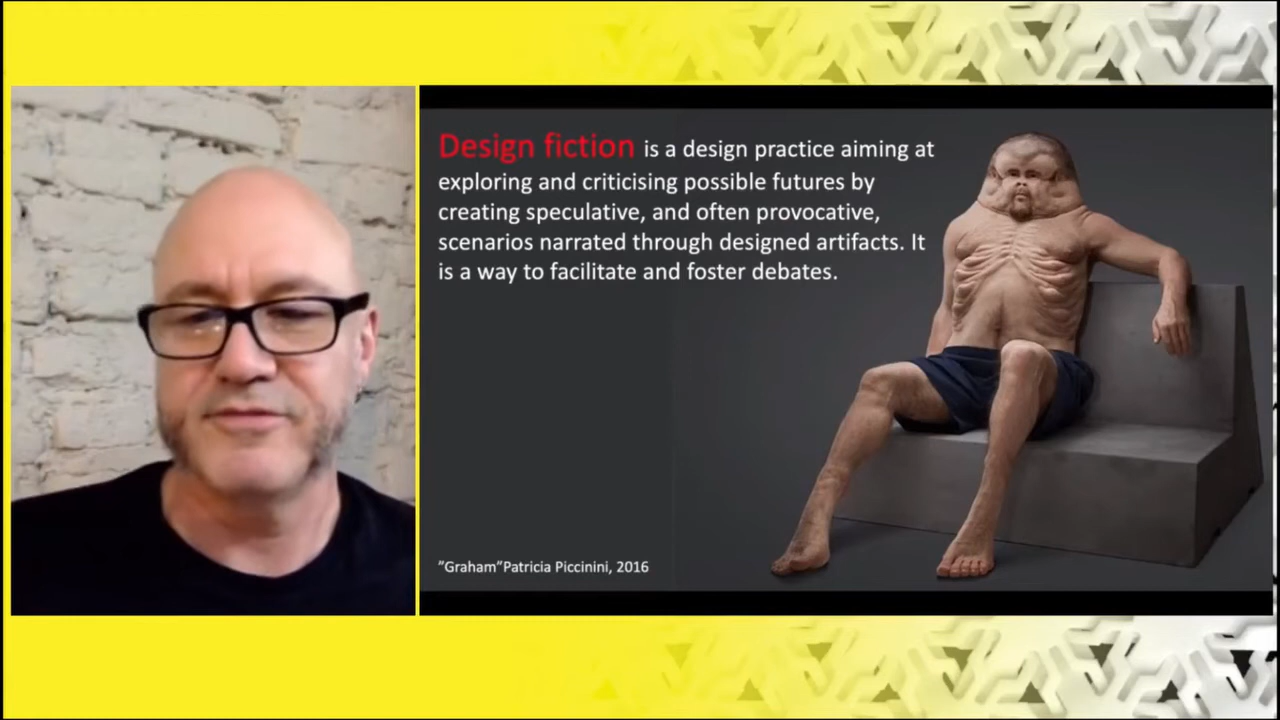 Design fiction is a design practice aiming at
exploring and criticising possible futures by
creating speculative, and often provocative,
scenarios narrated through designed artifacts. It
is a way to facilitate and foster debates.
”Graham”Patricia Piccinini, 2016